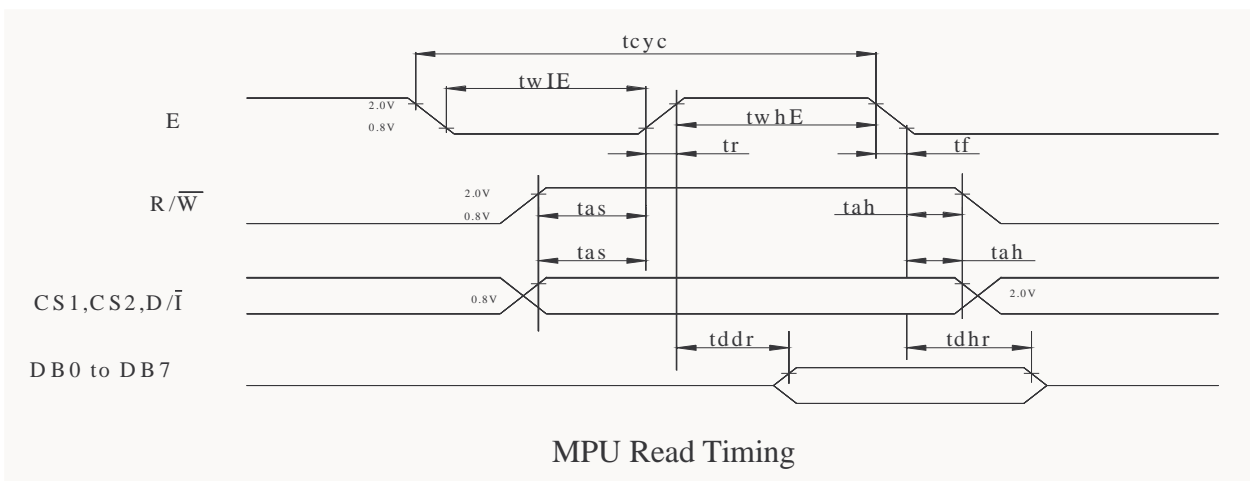 tcyc
twIE
2.0V
E
0.8V
twhE
tr
tf
R/W̅
2.0V
0.8V
tas
tah
tas
tah
CS1,CS2,D/I̅
0.8V
2.0V
tddr
tdhr
DB0 to DB7
MPU Read Timing